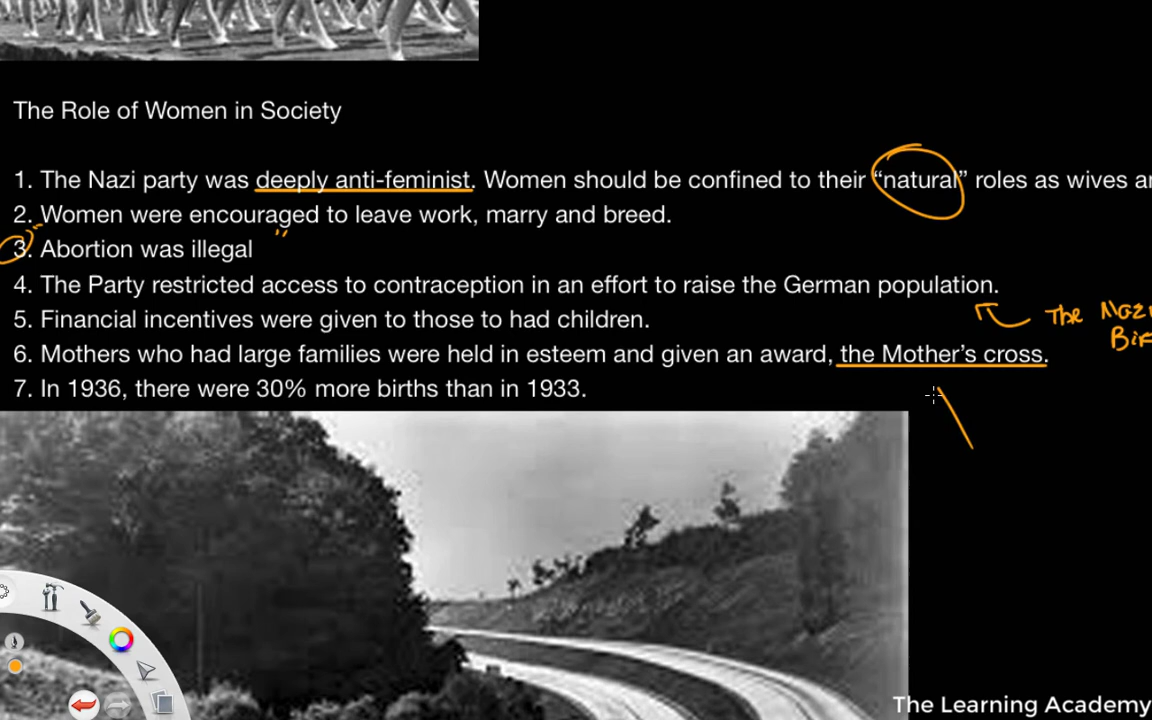 The Role of Women in Society
1. The Nazi party was deeply anti-feminist. Women should be confined to their “natural” roles as wives
2. Women were encouraged to leave work, marry and breed.
3. Abortion was illegal
4. The Party restricted access to contraception in an effort to raise the German population.
5. Financial incentives were given to those to had children.
The
6. Mothers who had large families were held in esteem and given an award, the Mother’s cross.
7. In 1936, there were 30% more births than in 1933.
The Learning Academy